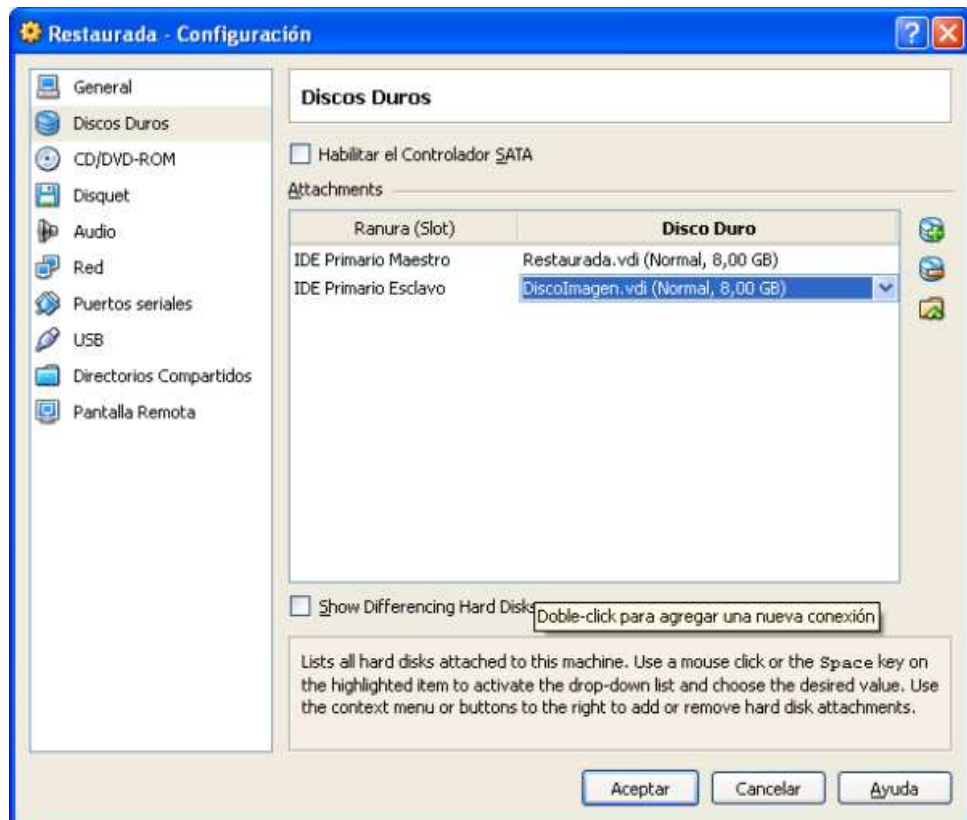 Restaurada - Configuración
General
Discos Duros
CD/DVD-ROM
Disquet
Audio
Red
Puertos seriales
USB
Directorios Compartidos
Pantalla Remota
Discos Duros
Habilitar el Controlador SATA
Attachments
Ranura (Slot) Disco Duro
IDE Primario Maestro Restaurada.vdi (Normal, 8,00 GB)
IDE Primario Esclavo DiscoImagen.vdi (Normal, 8,00 GB)
Show Differencing Hard Disks
Doble-click para agregar una nueva conexión
Lists all hard disks attached to this machine. Use a mouse click or the Space key on
the highlighted item to activate the drop-down list and choose the desired value. Use
the context menu or buttons to the right to add or remove hard disk attachments.
Aceptar Cancelar Ayuda